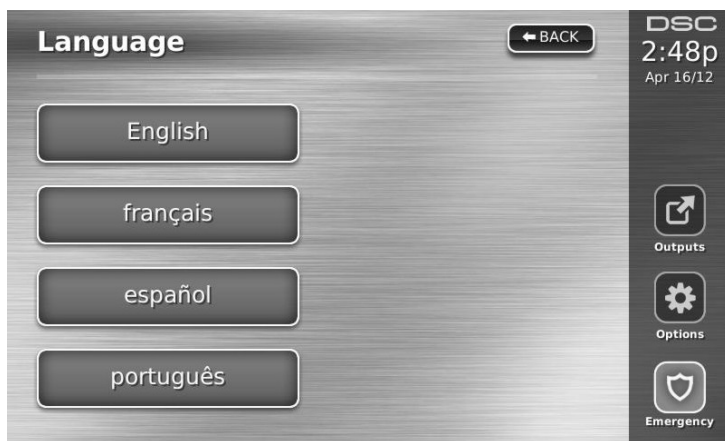 Language
BACK
English
français
español
português
DSC
2:48p
Apr 16/12
Outputs
Options
Emergency